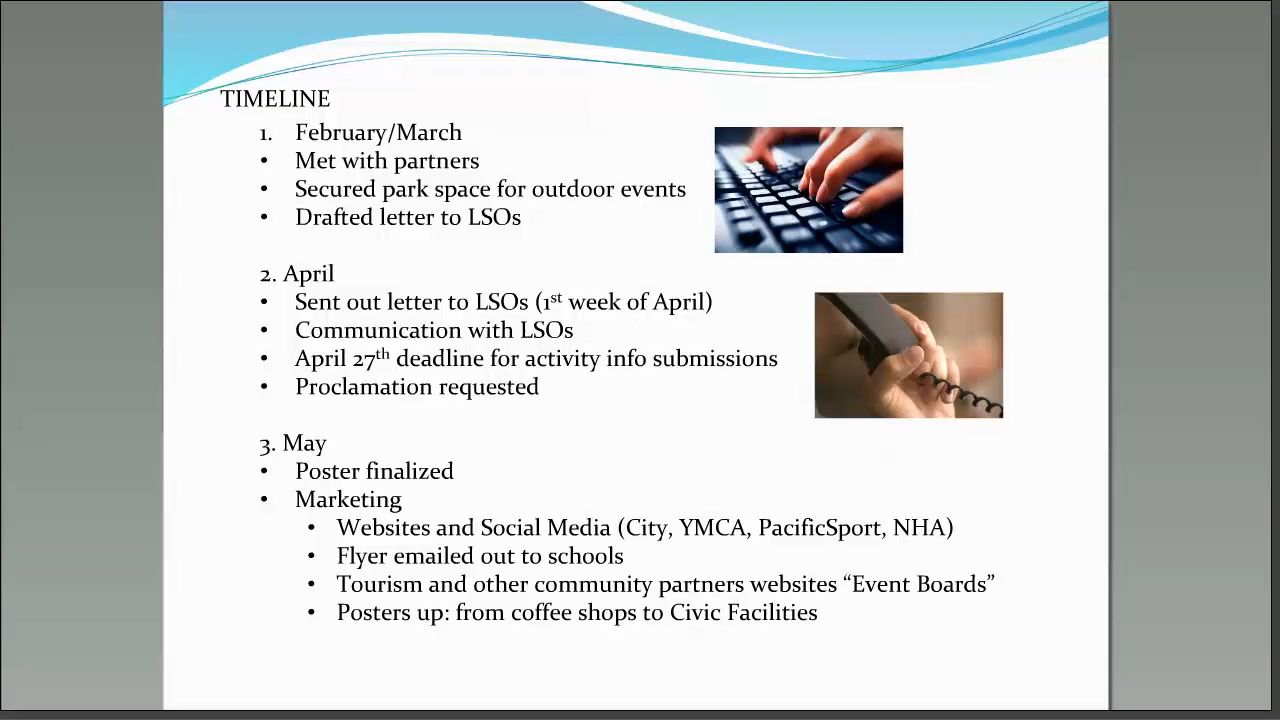 TIMELINE
1. February/March
• Met with partners
• Secured park space for outdoor events
• Drafted letter to LSOs
2. April
• Sent out letter to LSOs (1st week of April)
• Communication with LSOs
• April 27th deadline for activity info submissions
• Proclamation requested
3. May
• Poster finalized
• Marketing
• Websites and Social Media (City, YMCA, PacificSport, NHA)
• Flyer emailed out to schools
• Tourism and other community partners websites “Event Boards”
• Posters up: from coffee shops to Civic Facilities